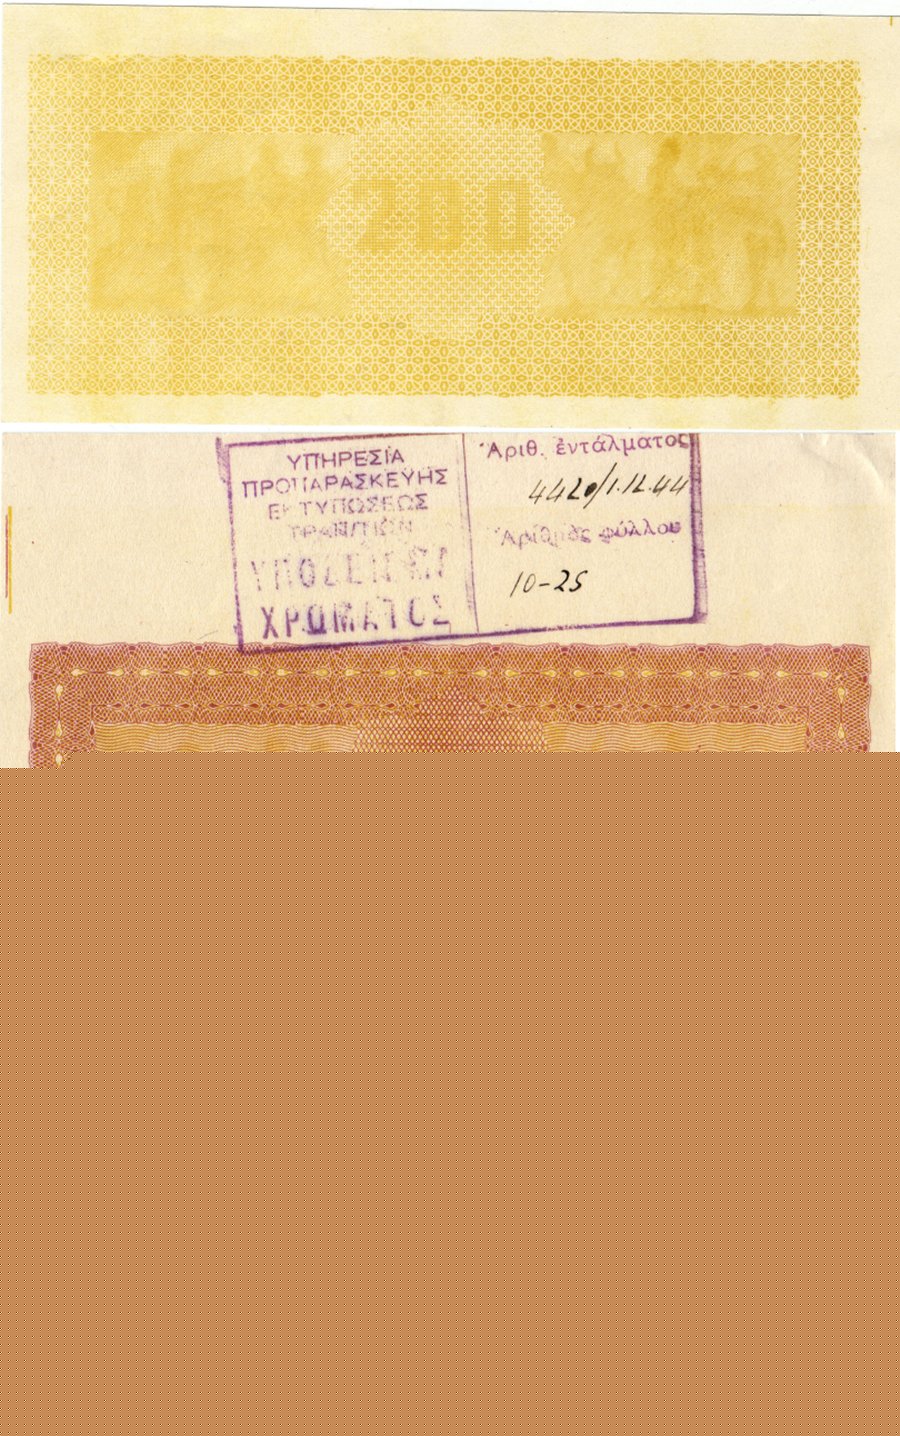 200
ΥΠΗΡΕΣΙΑ
ΠΡΟΠΑΡΑΣΚΕΥΗΣ
ΕΚΤΥΠΩΣΕΩΣ
ΧΡΩΜΑΤΟΣ
Ἀριθ. ἐντάλματος
4420/1.12.44
Ἀριθμὸς φύλλου
10-25